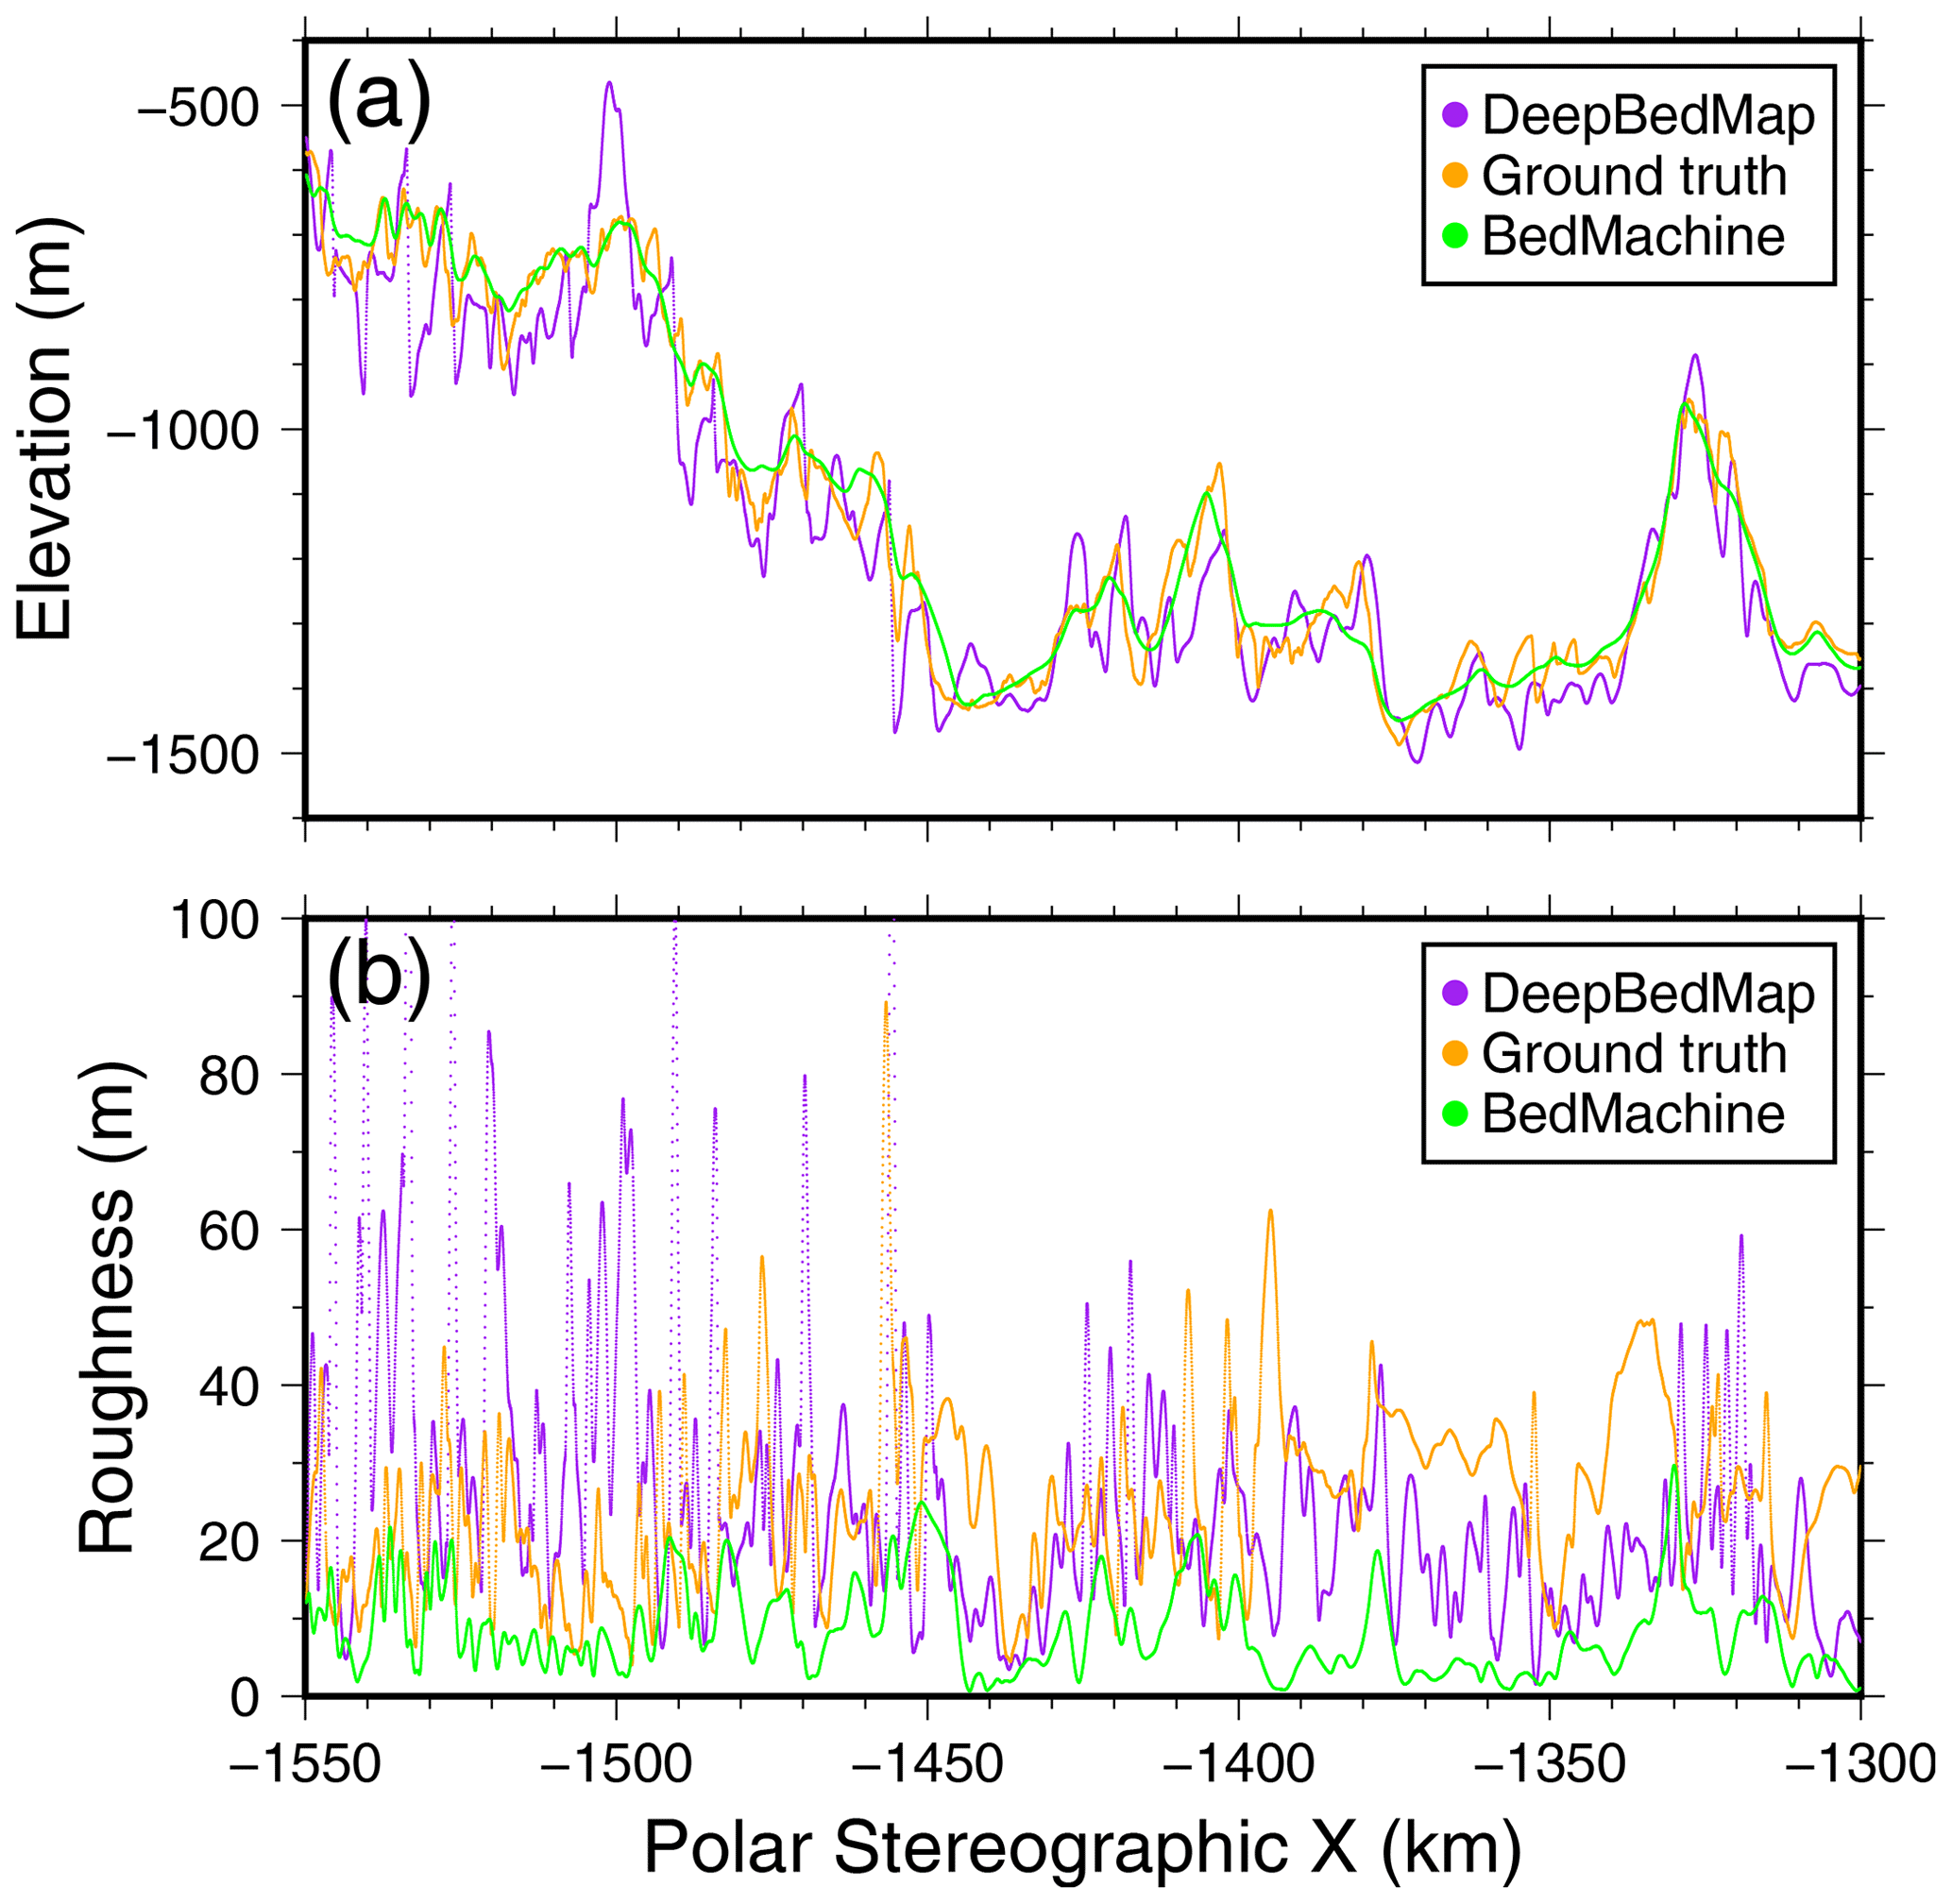 (a)
DeepBedMap
Ground truth
BedMachine
−500
−1000
−1500
Elevation (m)
(b)
DeepBedMap
Ground truth
BedMachine
100
80
60
40
20
0
Roughness (m)
−1550 −1500 −1450 −1400 −1350 −1300
Polar Stereographic X (km)